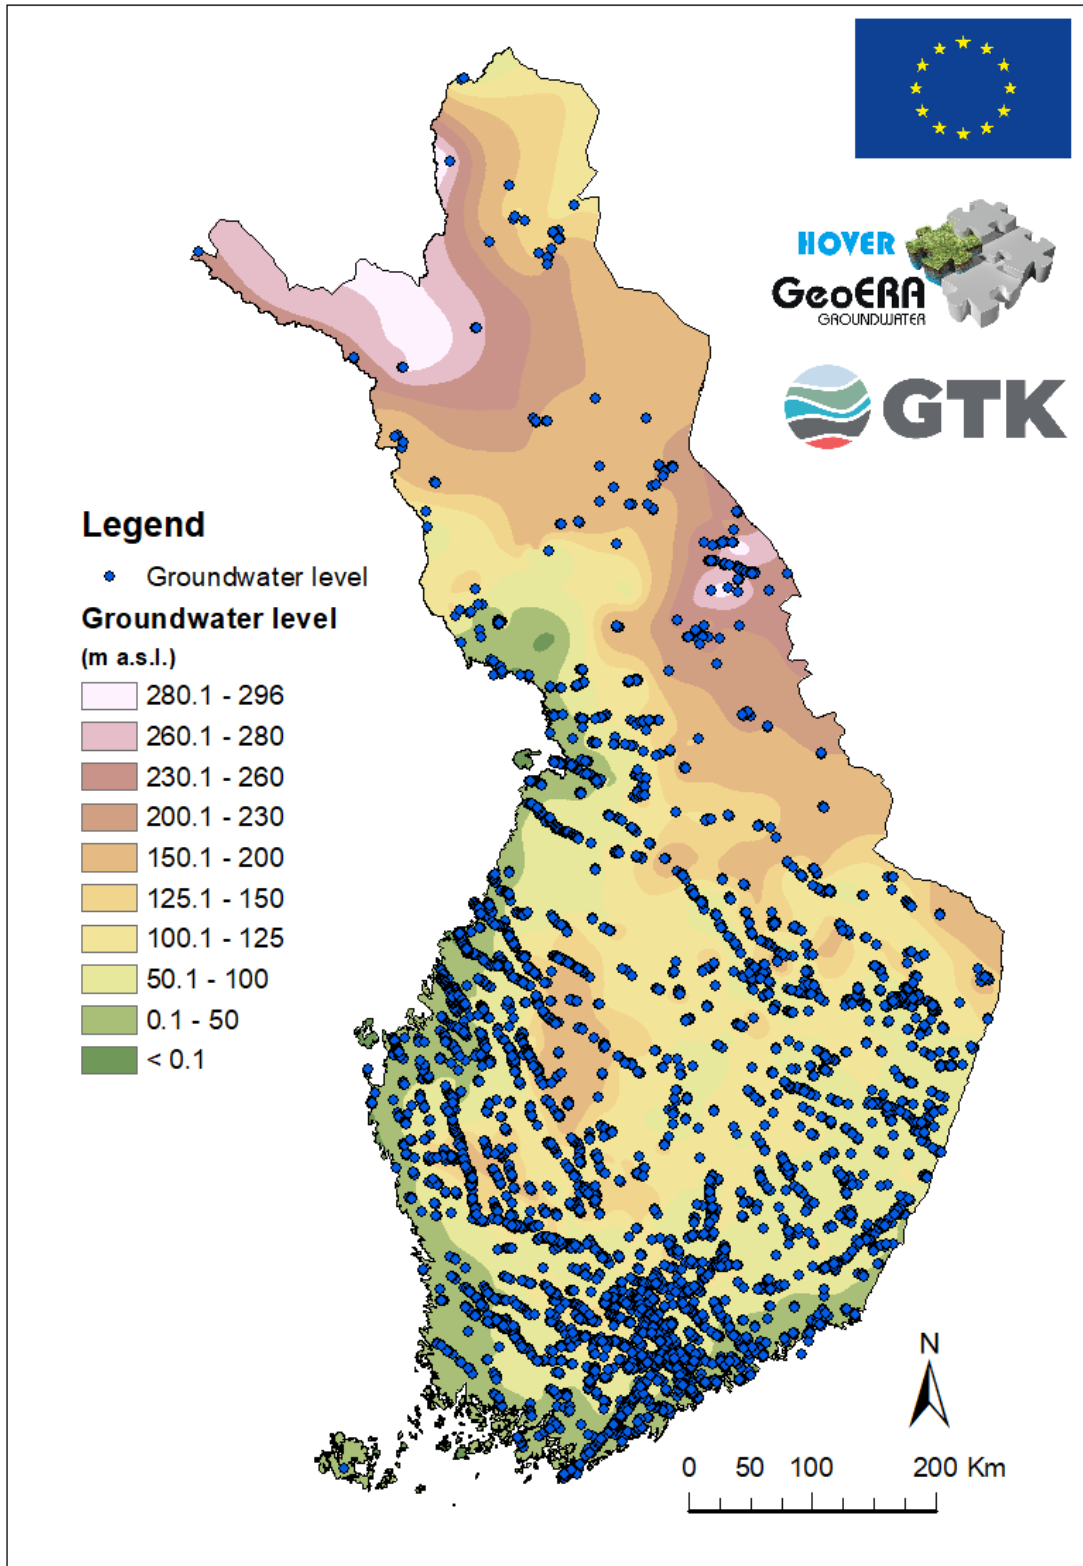 HOVER
GeoERA
GROUNDWATER
GTK
Legend
Groundwater level
Groundwater level
(m a.s.l.)
280.1 - 296
260.1 - 280
230.1 - 260
200.1 - 230
150.1 - 200
125.1 - 150
100.1 - 125
50.1 - 100
0.1 - 50
< 0.1
N
0 50 100 200 Km